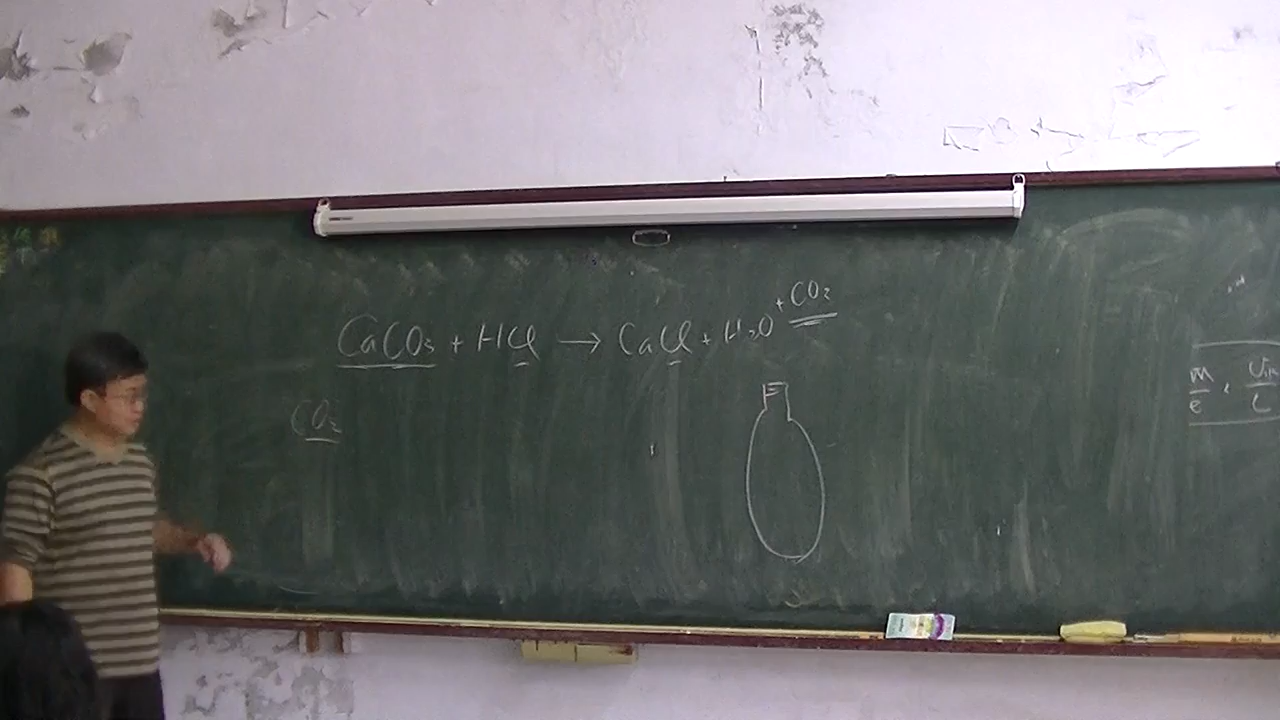 CaCO₃ + HCl → CaCl + H₂O + CO₂
CO₂
m/e